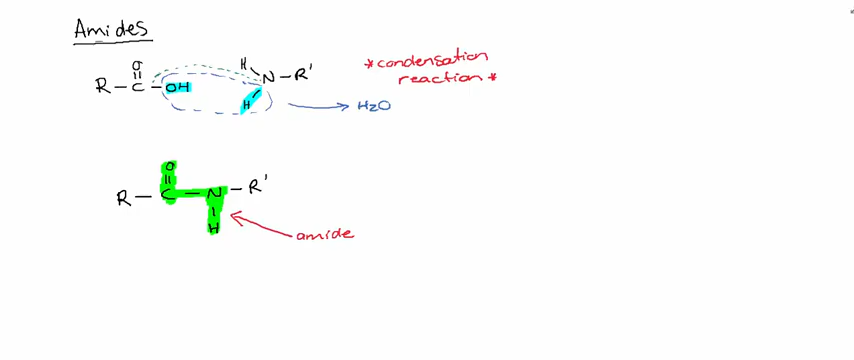 Amides
O
H
R - C - OH N - R'
H
*condensation
reaction*
H2O
O
R - C - N - R'
H
amide